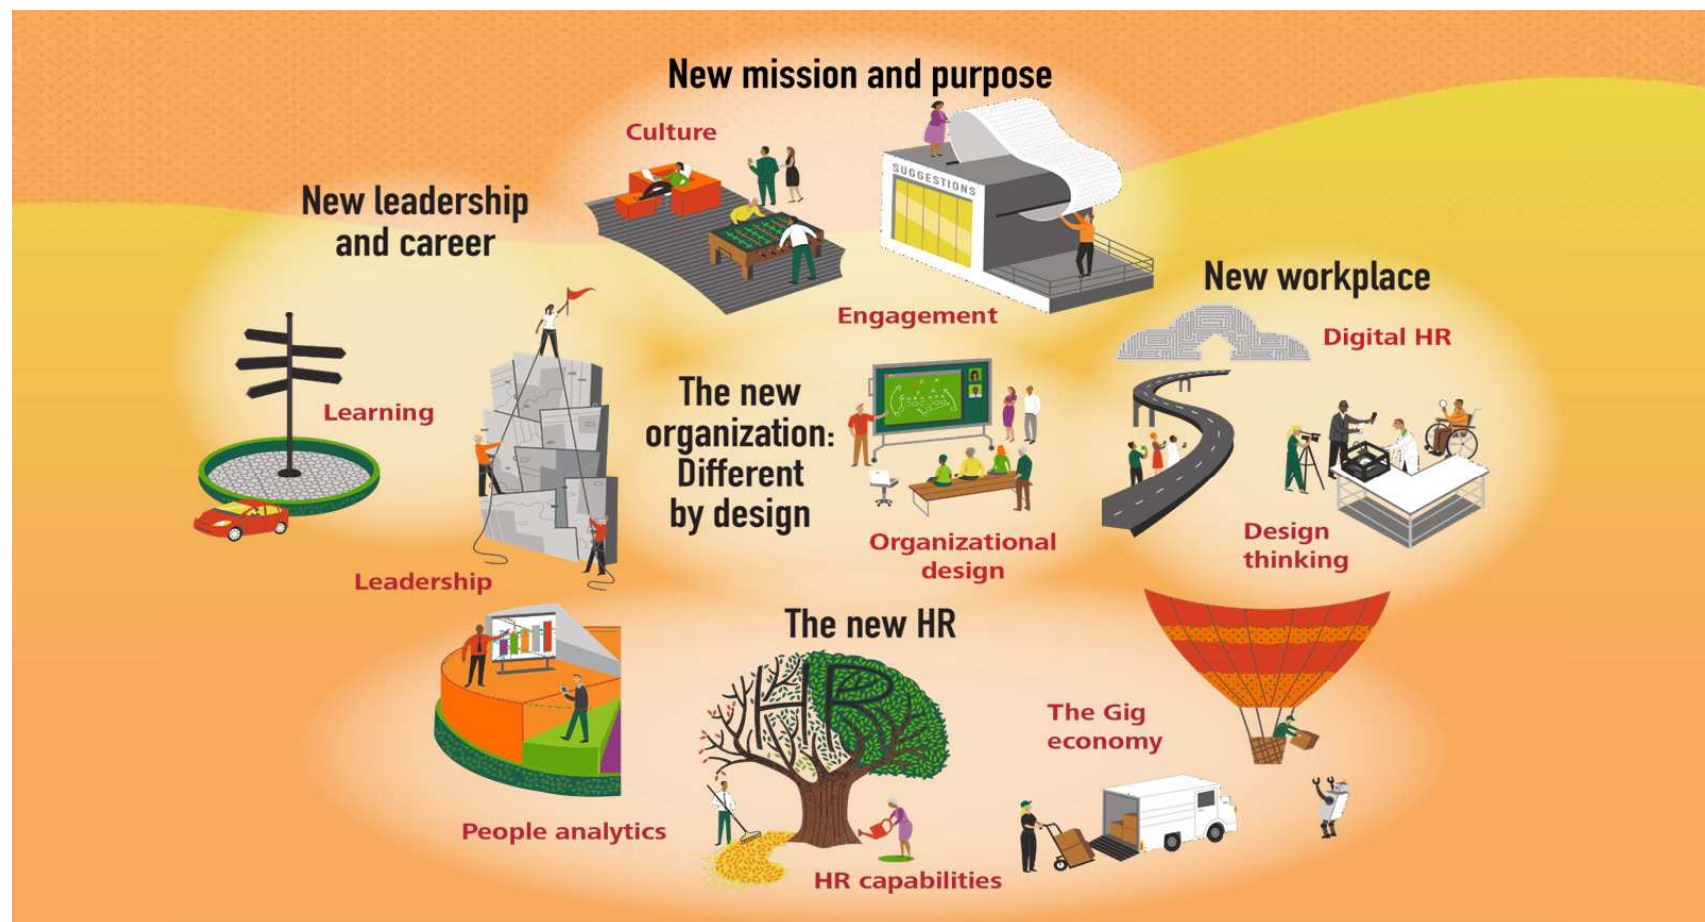 New mission and purpose
Culture
SUGGESTIONS
Engagement
New leadership
and career
Learning
Leadership
New workplace
Digital HR
Design
thinking
The new
organization:
Different
by design
Organizational
design
The new HR
People analytics
HR
HR capabilities
The Gig
economy